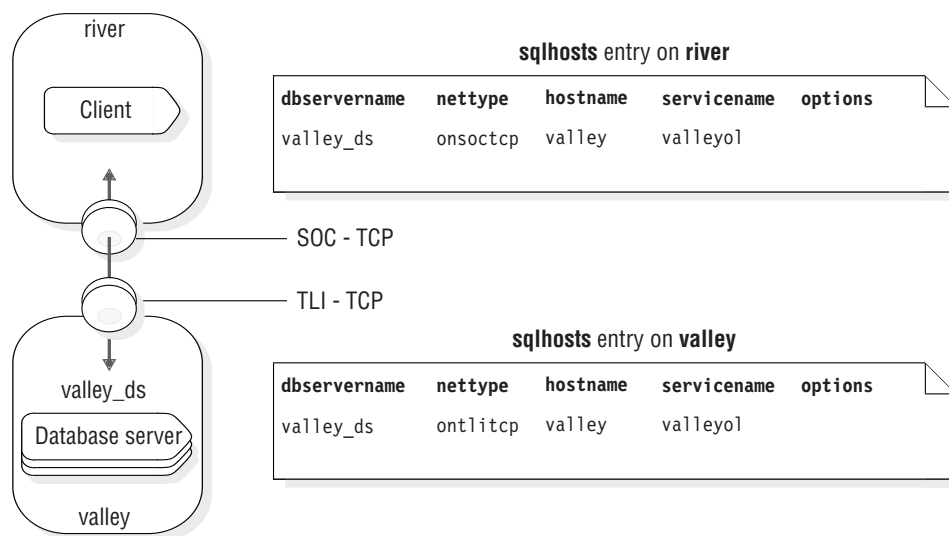 river
Client
SOC - TCP
TLI - TCP
valley_ds
Database server
valley
sqlhosts entry on river
dbservername nettype hostname servicename options
valley_ds onsoctcp valley valleyol
sqlhosts entry on valley
dbservername nettype hostname servicename options
valley_ds ontlitcp valley valleyol